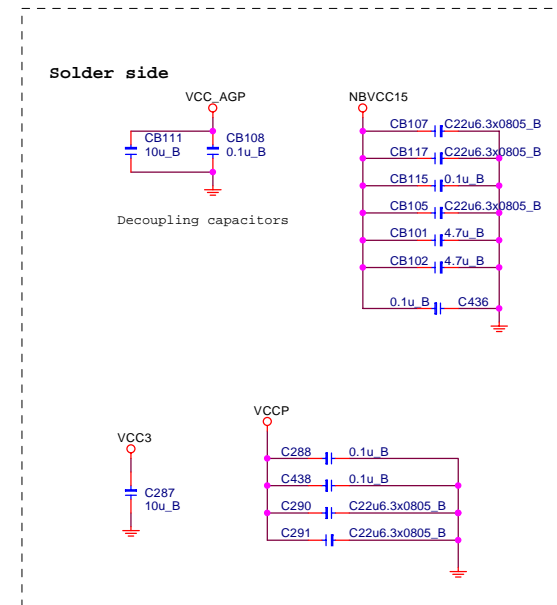 Solder side
VCC_AGP
CB111
10u_B
CB108
0.1u_B
Decoupling capacitors
NBVCC15
CB107 C22u6.3x0805_B
CB117 C22u6.3x0805_B
CB115 0.1u_B
CB105 C22u6.3x0805_B
CB101 4.7u_B
CB102 4.7u_B
0.1u_B C436
VCC3
C287
10u_B
VCCP
C288 0.1u_B
C438 0.1u_B
C290 C22u6.3x0805_B
C291 C22u6.3x0805_B